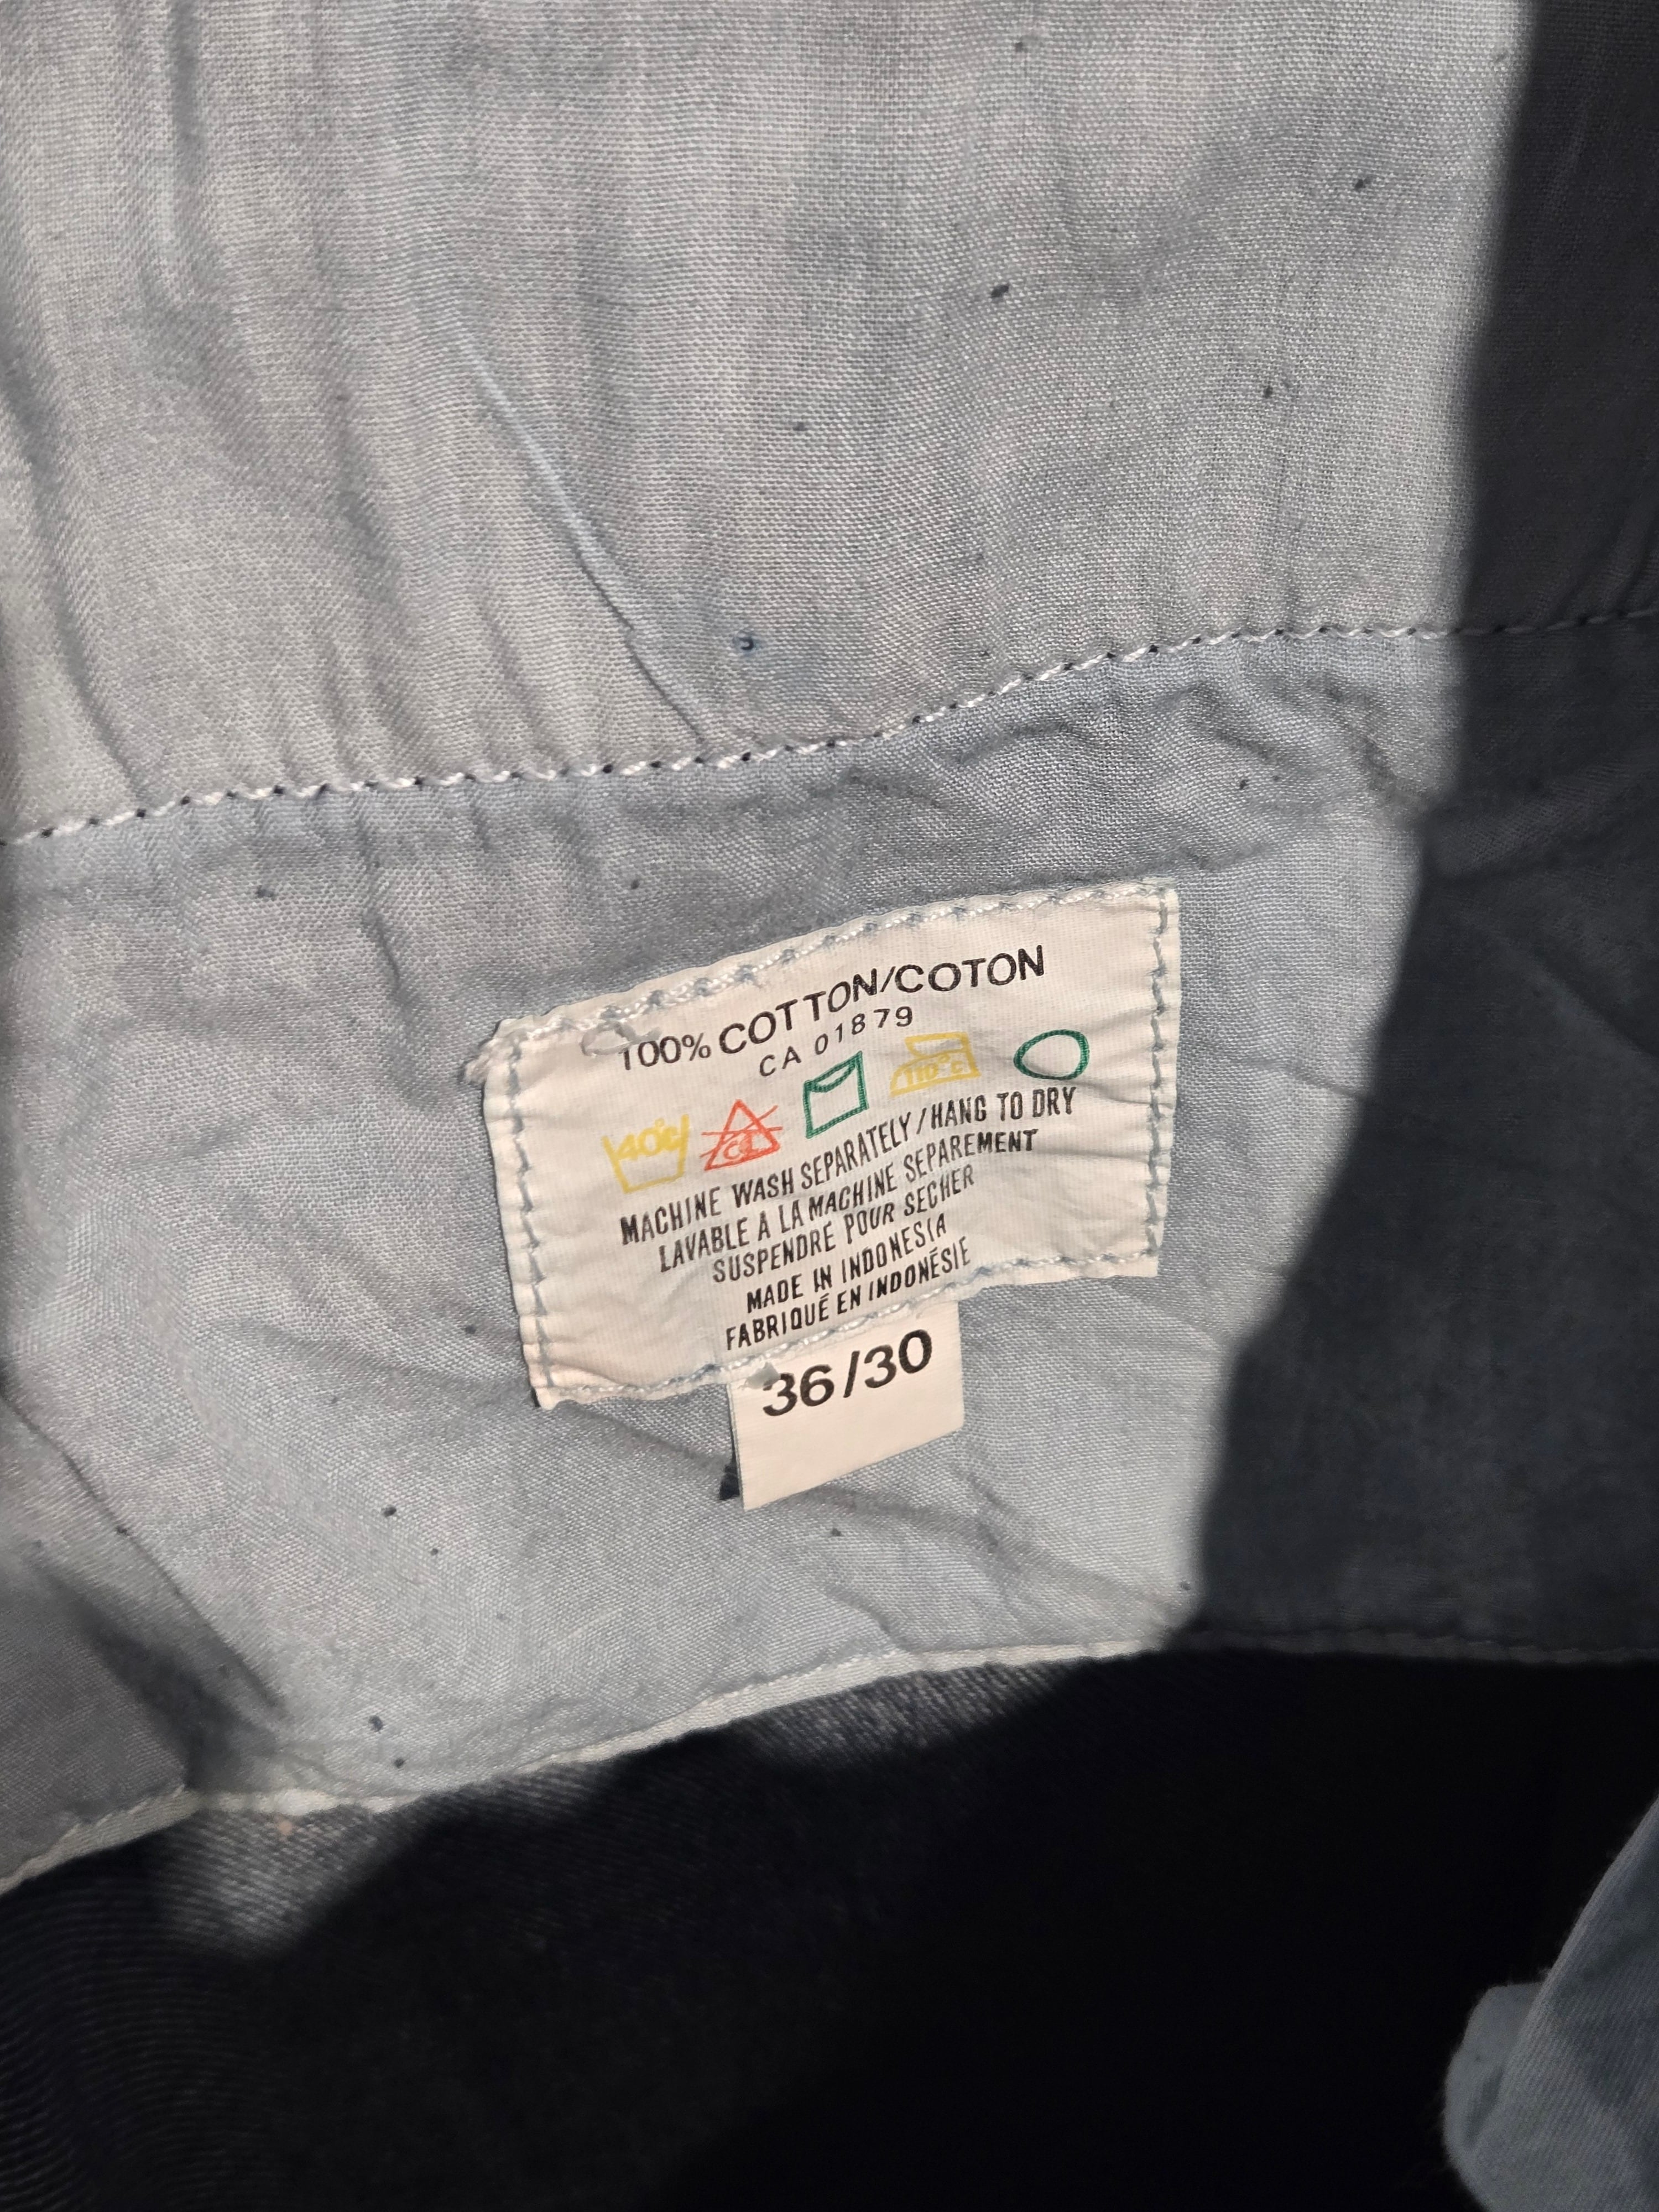 100% COTTON/COTON
CA 01879
40°c CL 110°c
MACHINE WASH SEPARATELY / HANG TO DRY
LAVABLE À LA MACHINE SEPAREMENT
SUSPENDRE POUR SECHER
MADE IN INDONESIA
FABRIQUÉ EN INDONÉSIE
36/30